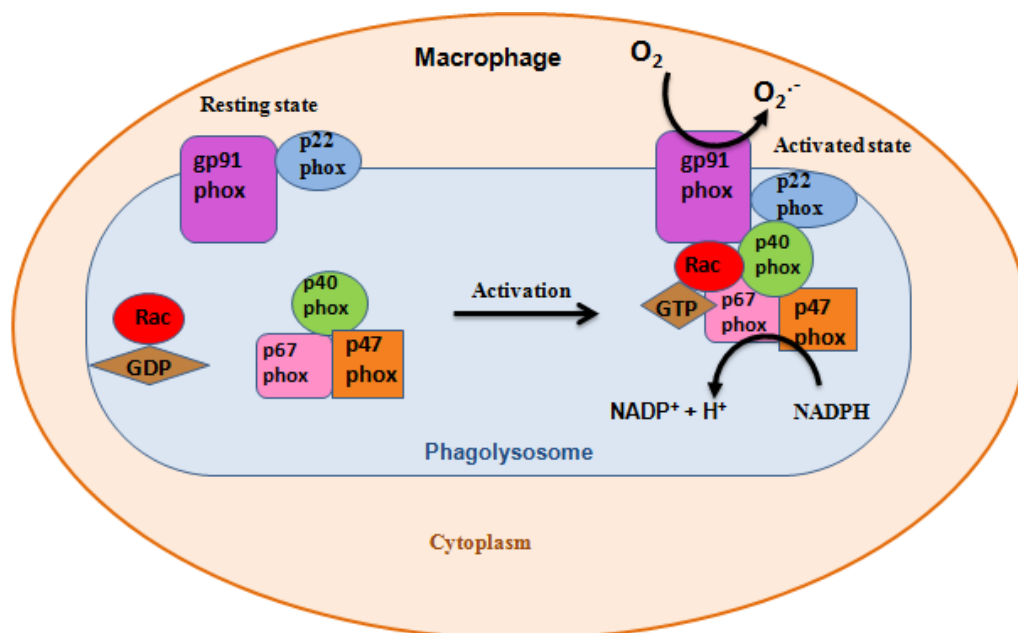 Macrophage
O₂
O₂·⁻
Resting state
Activated state
gp91
phox
p22
phox
gp91
phox
p22
phox
Rac
GDP
p40
phox
p67
phox
p47
phox
Activation
Rac
GTP
p40
phox
p67
phox
p47
phox
NADP⁺ + H⁺
NADPH
Phagolysosome
Cytoplasm